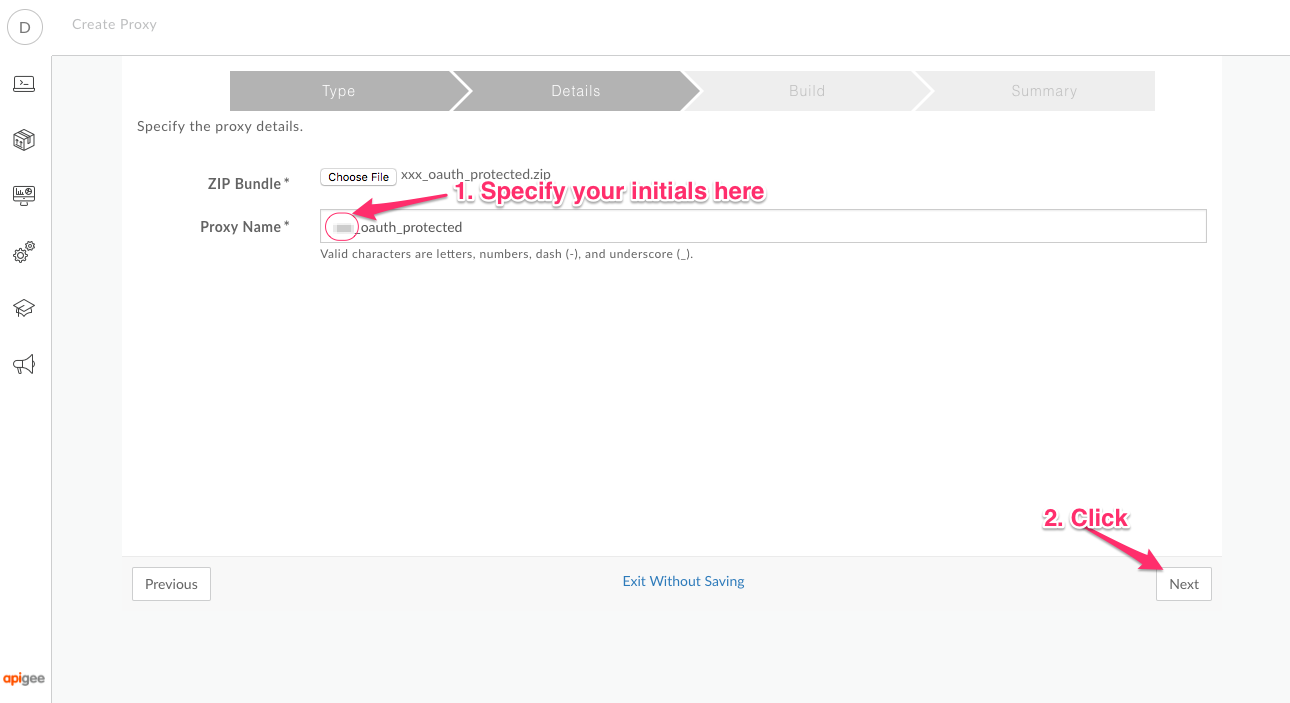 D
Create Proxy
Type
Details
Build
Summary
Specify the proxy details.
ZIP Bundle*
Choose File
xxx_oauth_protected.zip
1. Specify your initials here
Proxy Name*
_oauth_protected
Valid characters are letters, numbers, dash (-), and underscore (_).
2. Click
Previous
Exit Without Saving
Next
apigee